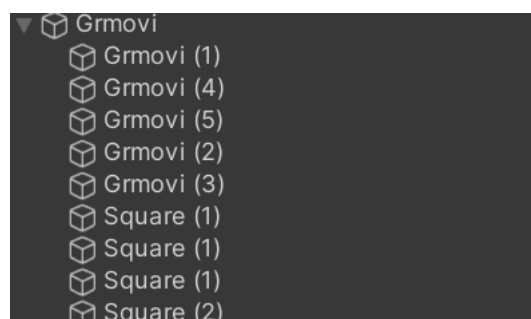 Grmovi
Grmovi (1)
Grmovi (4)
Grmovi (5)
Grmovi (2)
Grmovi (3)
Square (1)
Square (1)
Square (1)
Square (2)